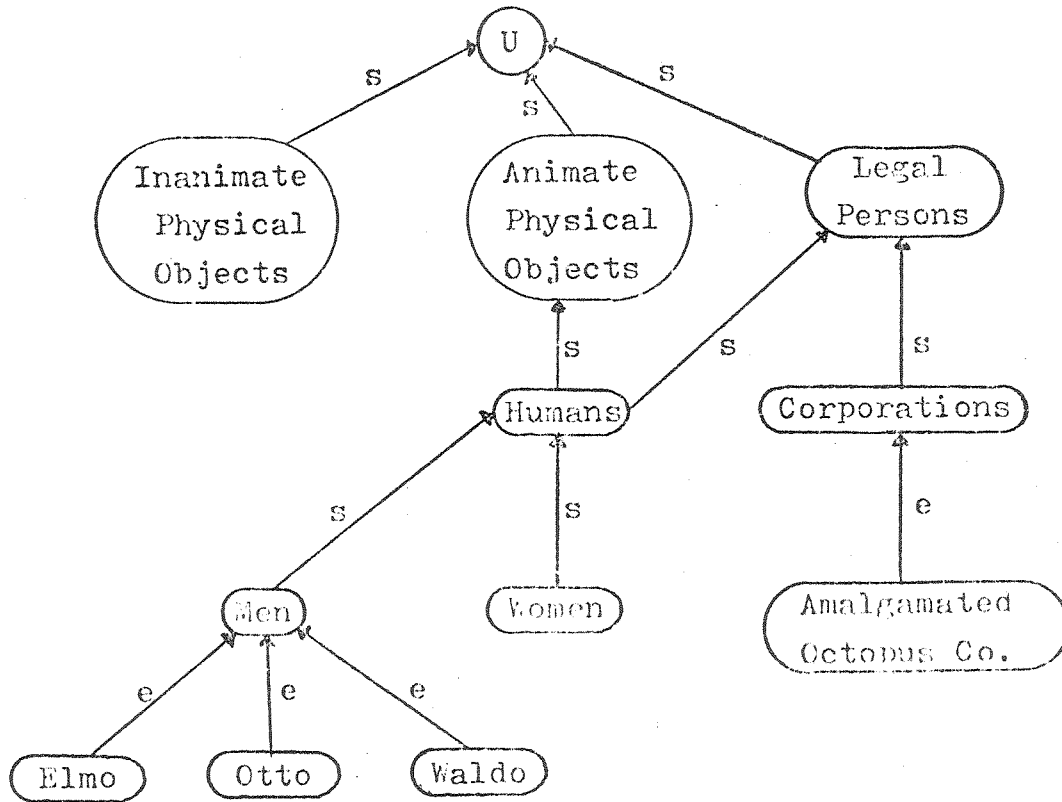 U
s
s
s
Inanimate
Physical
Objects
Animate
Physical
Objects
Legal
Persons
s
s
s
Humans
Corporations
s
s
e
Men
Women
Amalgamated
Octopus Co.
e
e
e
Elmo
Otto
Waldo